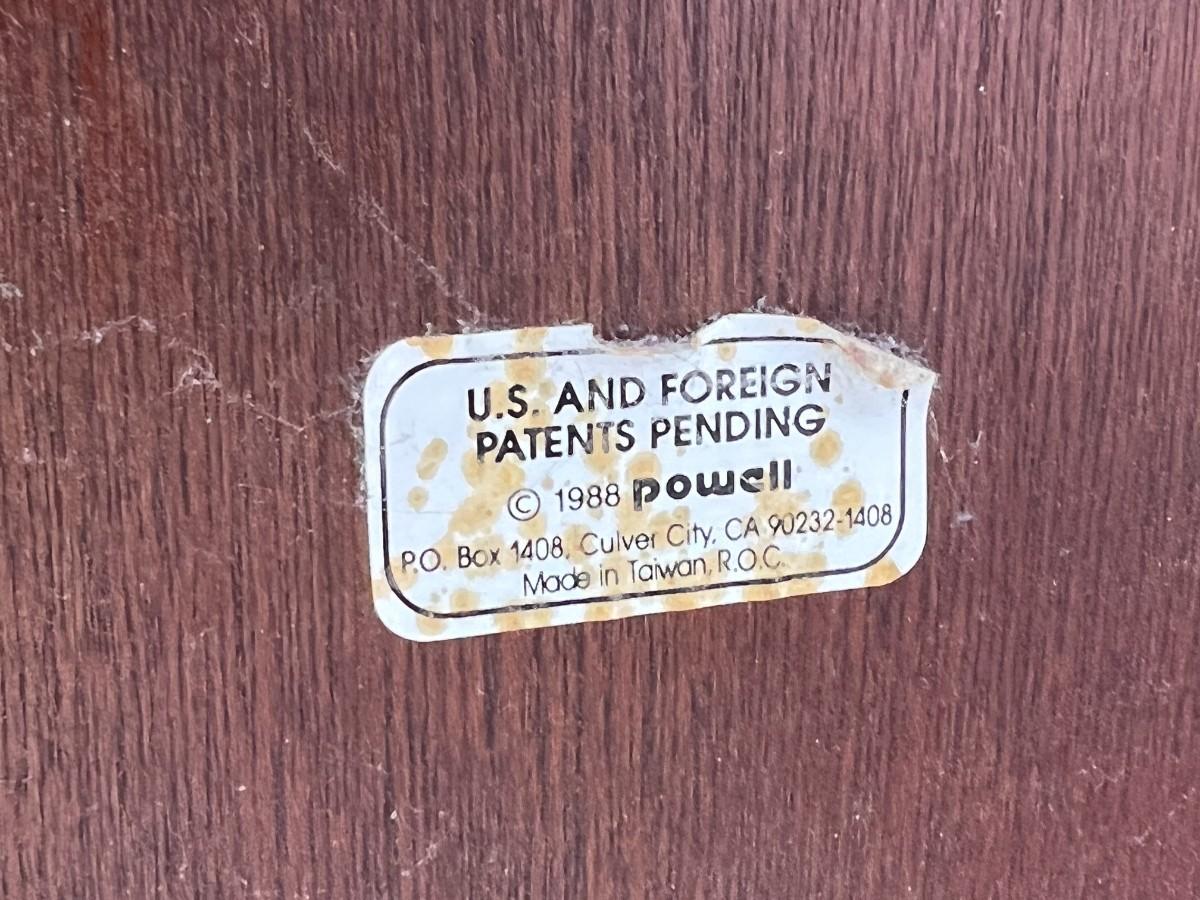 U.S. AND FOREIGN
PATENTS PENDING
© 1988 powell
P.O. Box 1408, Culver City, CA 90232-1408
Made in Taiwan, R.O.C.